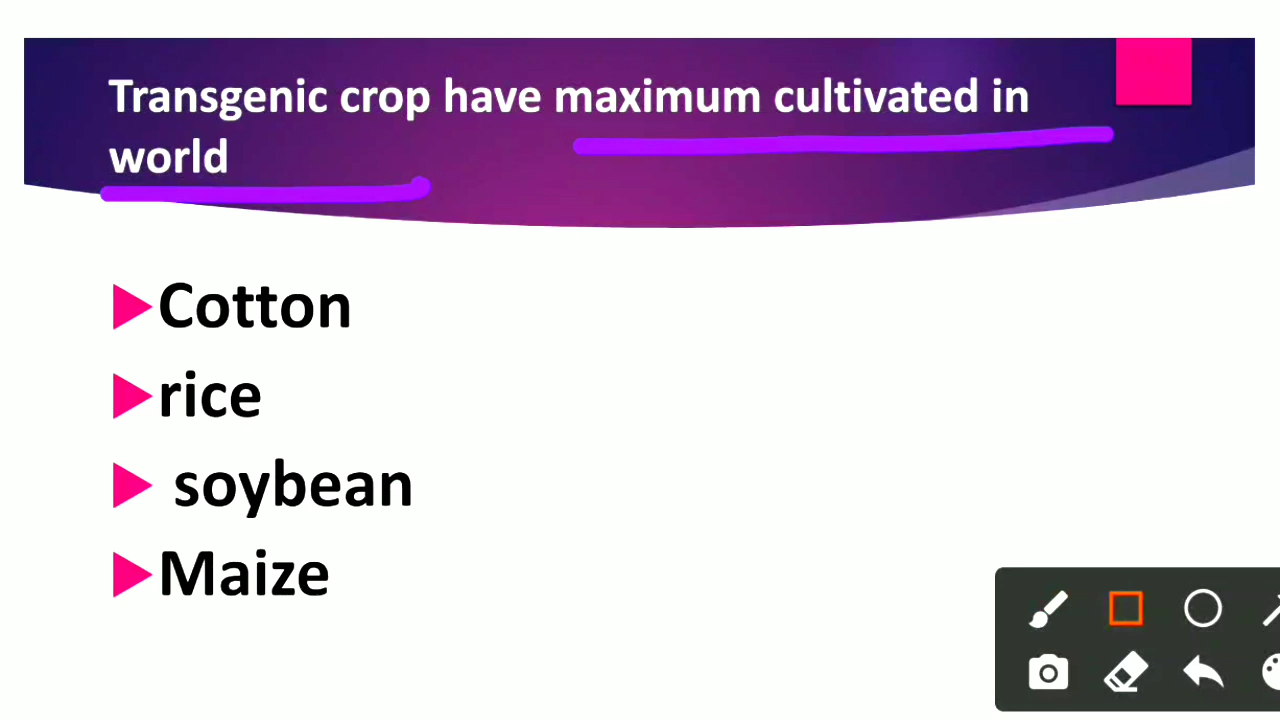 Transgenic crop have maximum cultivated in
world
Cotton
rice
soybean
Maize